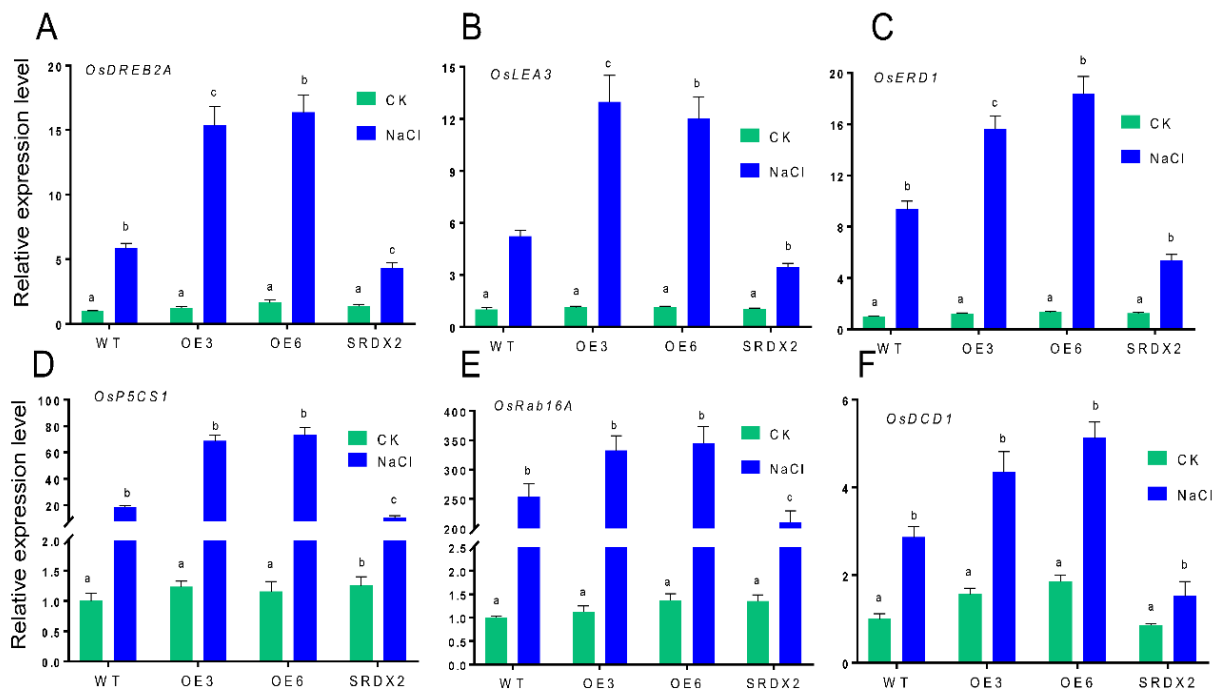 A
Relative expression level
OsDREB2A
20
15
10
5
0
CK
NaCl
a
b
a
c
a
b
a
c
WT
OE3
OE6
SRDX2
B
OsLEA3
15
12
9
6
3
0
CK
NaCl
a
a
c
a
b
a
b
WT
OE3
OE6
SRDX2
C
OsERD1
20
16
12
8
4
0
CK
NaCl
a
b
a
c
a
b
a
b
WT
OE3
OE6
SRDX2
D
Relative expression level
OsP5CS1
100
80
60
40
20
2.0
1.5
1.0
0.5
0.0
CK
NaCl
a
b
a
b
a
b
b
c
WT
OE3
OE6
SRDX2
E
OsRab16A
400
350
300
250
200
2.5
2.0
1.5
1.0
0.5
0.0
CK
NaCl
a
b
a
b
a
b
a
c
WT
OE3
OE6
SRDX2
F
OsDCD1
6
4
2
0
CK
NaCl
a
b
a
b
a
b
a
b
WT
OE3
OE6
SRDX2